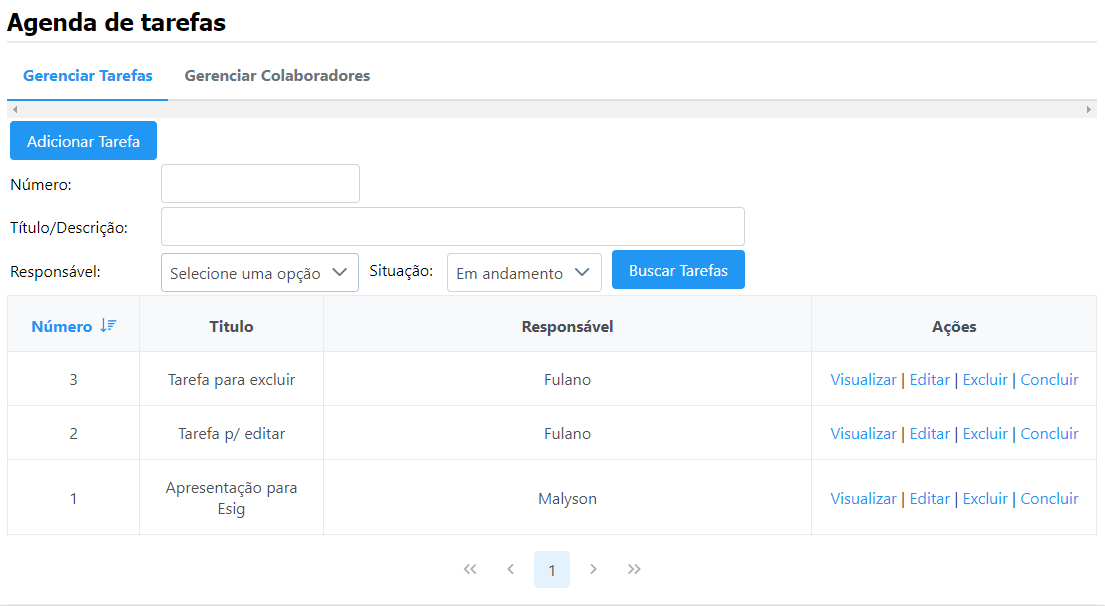 Agenda de tarefas
Gerenciar Tarefas Gerenciar Colaboradores
Adicionar Tarefa
Número:
Título/Descrição:
Responsável: Selecione uma opção Situação: Em andamento Buscar Tarefas
Número Titulo Responsável Ações
3 Tarefa para excluir Fulano Visualizar | Editar | Excluir | Concluir
2 Tarefa p/ editar Fulano Visualizar | Editar | Excluir | Concluir
1 Apresentação para Esig Malyson Visualizar | Editar | Excluir | Concluir
1